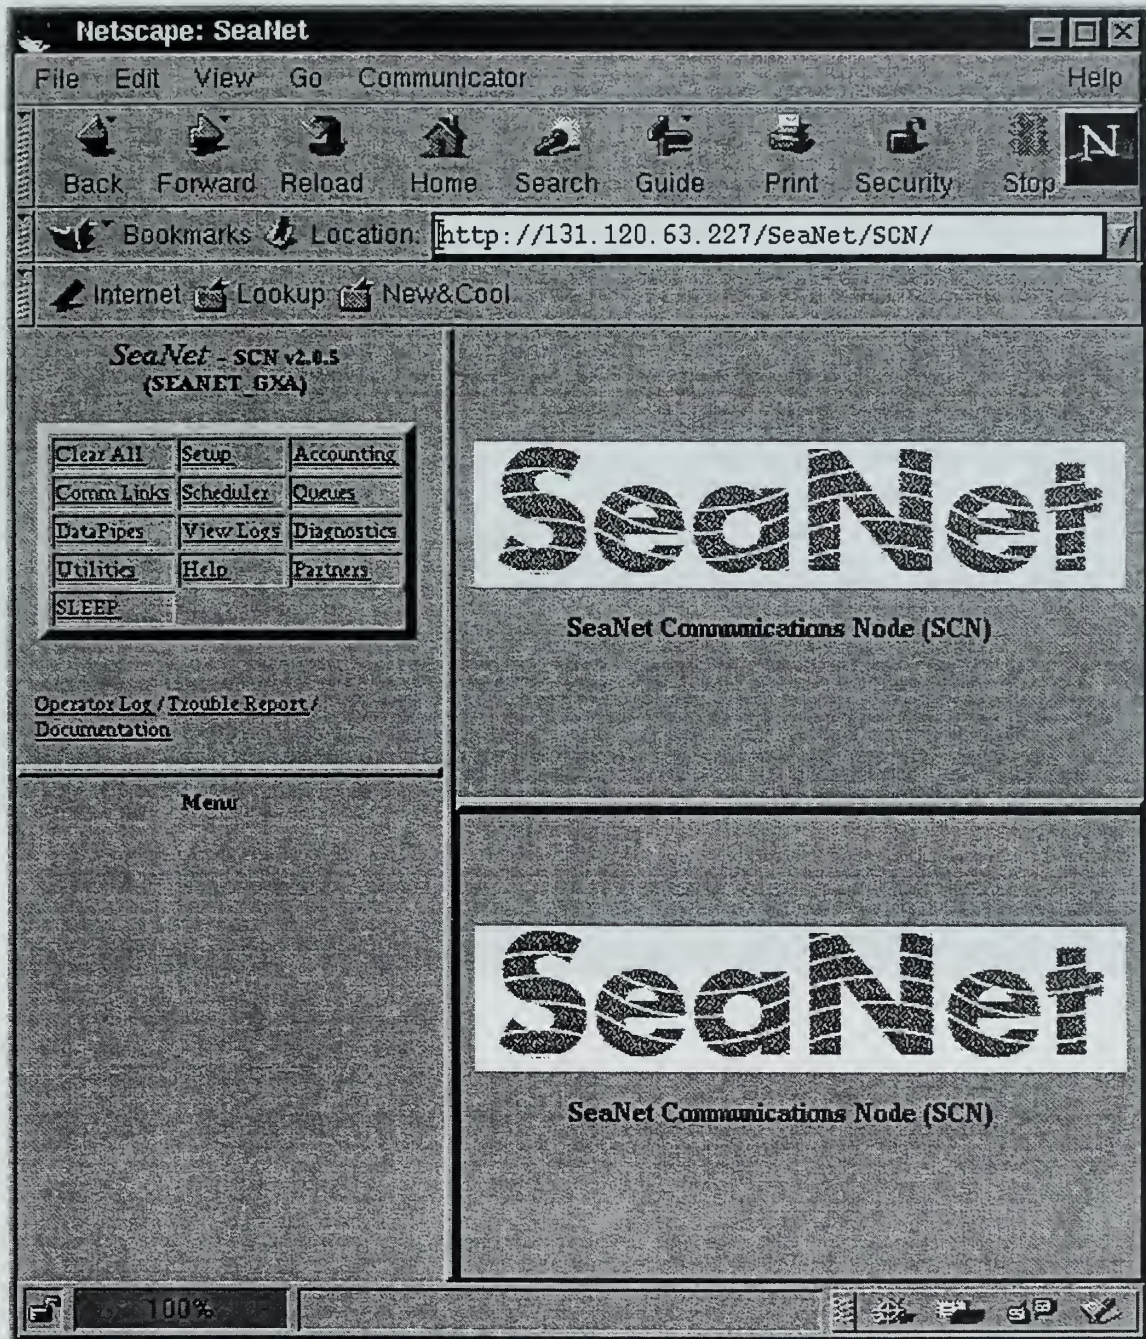 Netscape: SeaNet
File Edit View Go Communicator Help
Back Forward Reload Home Search Guide Print Security Stop
N
Bookmarks Location: http://131.120.63.227/SeaNet/SCN/
Internet Lookup New&Cool
SeaNet - SCN v2.0.5
(SEANET_GXA)
Clear All Setup Accounting
Comm Links Scheduler Queues
DataPipes View Logs Diagnostics
Utilities Help Partners
SLEEP
Operator Log / Trouble Report /
Documentation
Menu
SeaNet
SeaNet Communications Node (SCN)
SeaNet
SeaNet Communications Node (SCN)
100%